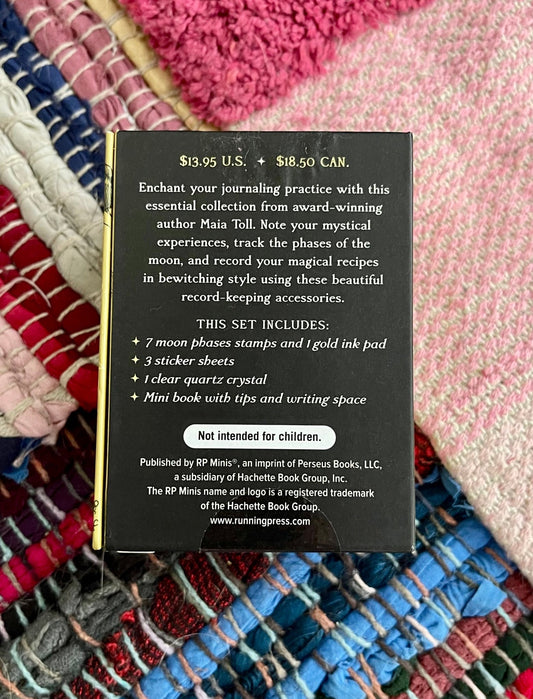 $13.95 U.S. ✦ $18.50 CAN.
Enchant your journaling practice with this
essential collection from award-winning
author Maia Toll. Note your mystical
experiences, track the phases of the
moon, and record your magical recipes
in bewitching style using these beautiful
record-keeping accessories.
THIS SET INCLUDES:
✦ 7 moon phases stamps and 1 gold ink pad
✦ 3 sticker sheets
✦ 1 clear quartz crystal
✦ Mini book with tips and writing space
Not intended for children.
Published by RP Minis®, an imprint of Perseus Books, LLC,
a subsidiary of Hachette Book Group, Inc.
The RP Minis name and logo is a registered trademark
of the Hachette Book Group.
www.runningpress.com